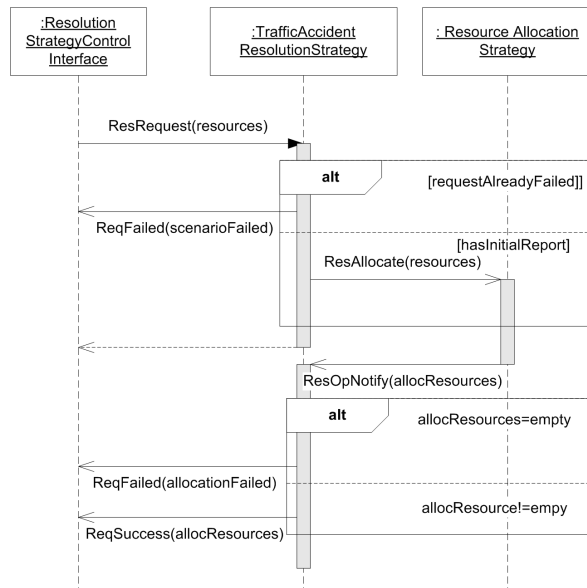 :Resolution
StrategyControl
Interface
:TrafficAccident
ResolutionStrategy
: Resource Allocation
Strategy
ResRequest(resources)
alt
[requestAlreadyFailed]]
ReqFailed(scenarioFailed)
[hasInitialReport]
ResAllocate(resources)
ResOpNotify(allocResources)
alt
allocResources=empty
ReqFailed(allocationFailed)
allocResource!=empy
ReqSuccess(allocResources)